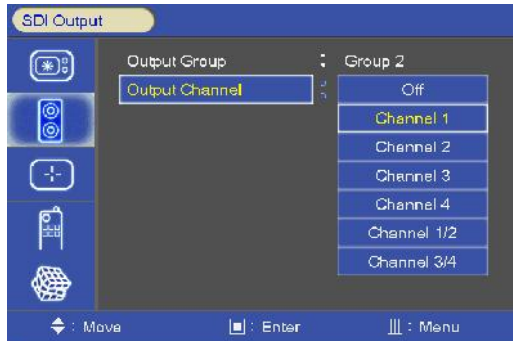 SDI Output
Output Group : Group 2
Output Channel : Off
Channel 1
Channel 2
Channel 3
Channel 4
Channel 1/2
Channel 3/4
: Move : Enter : Menu